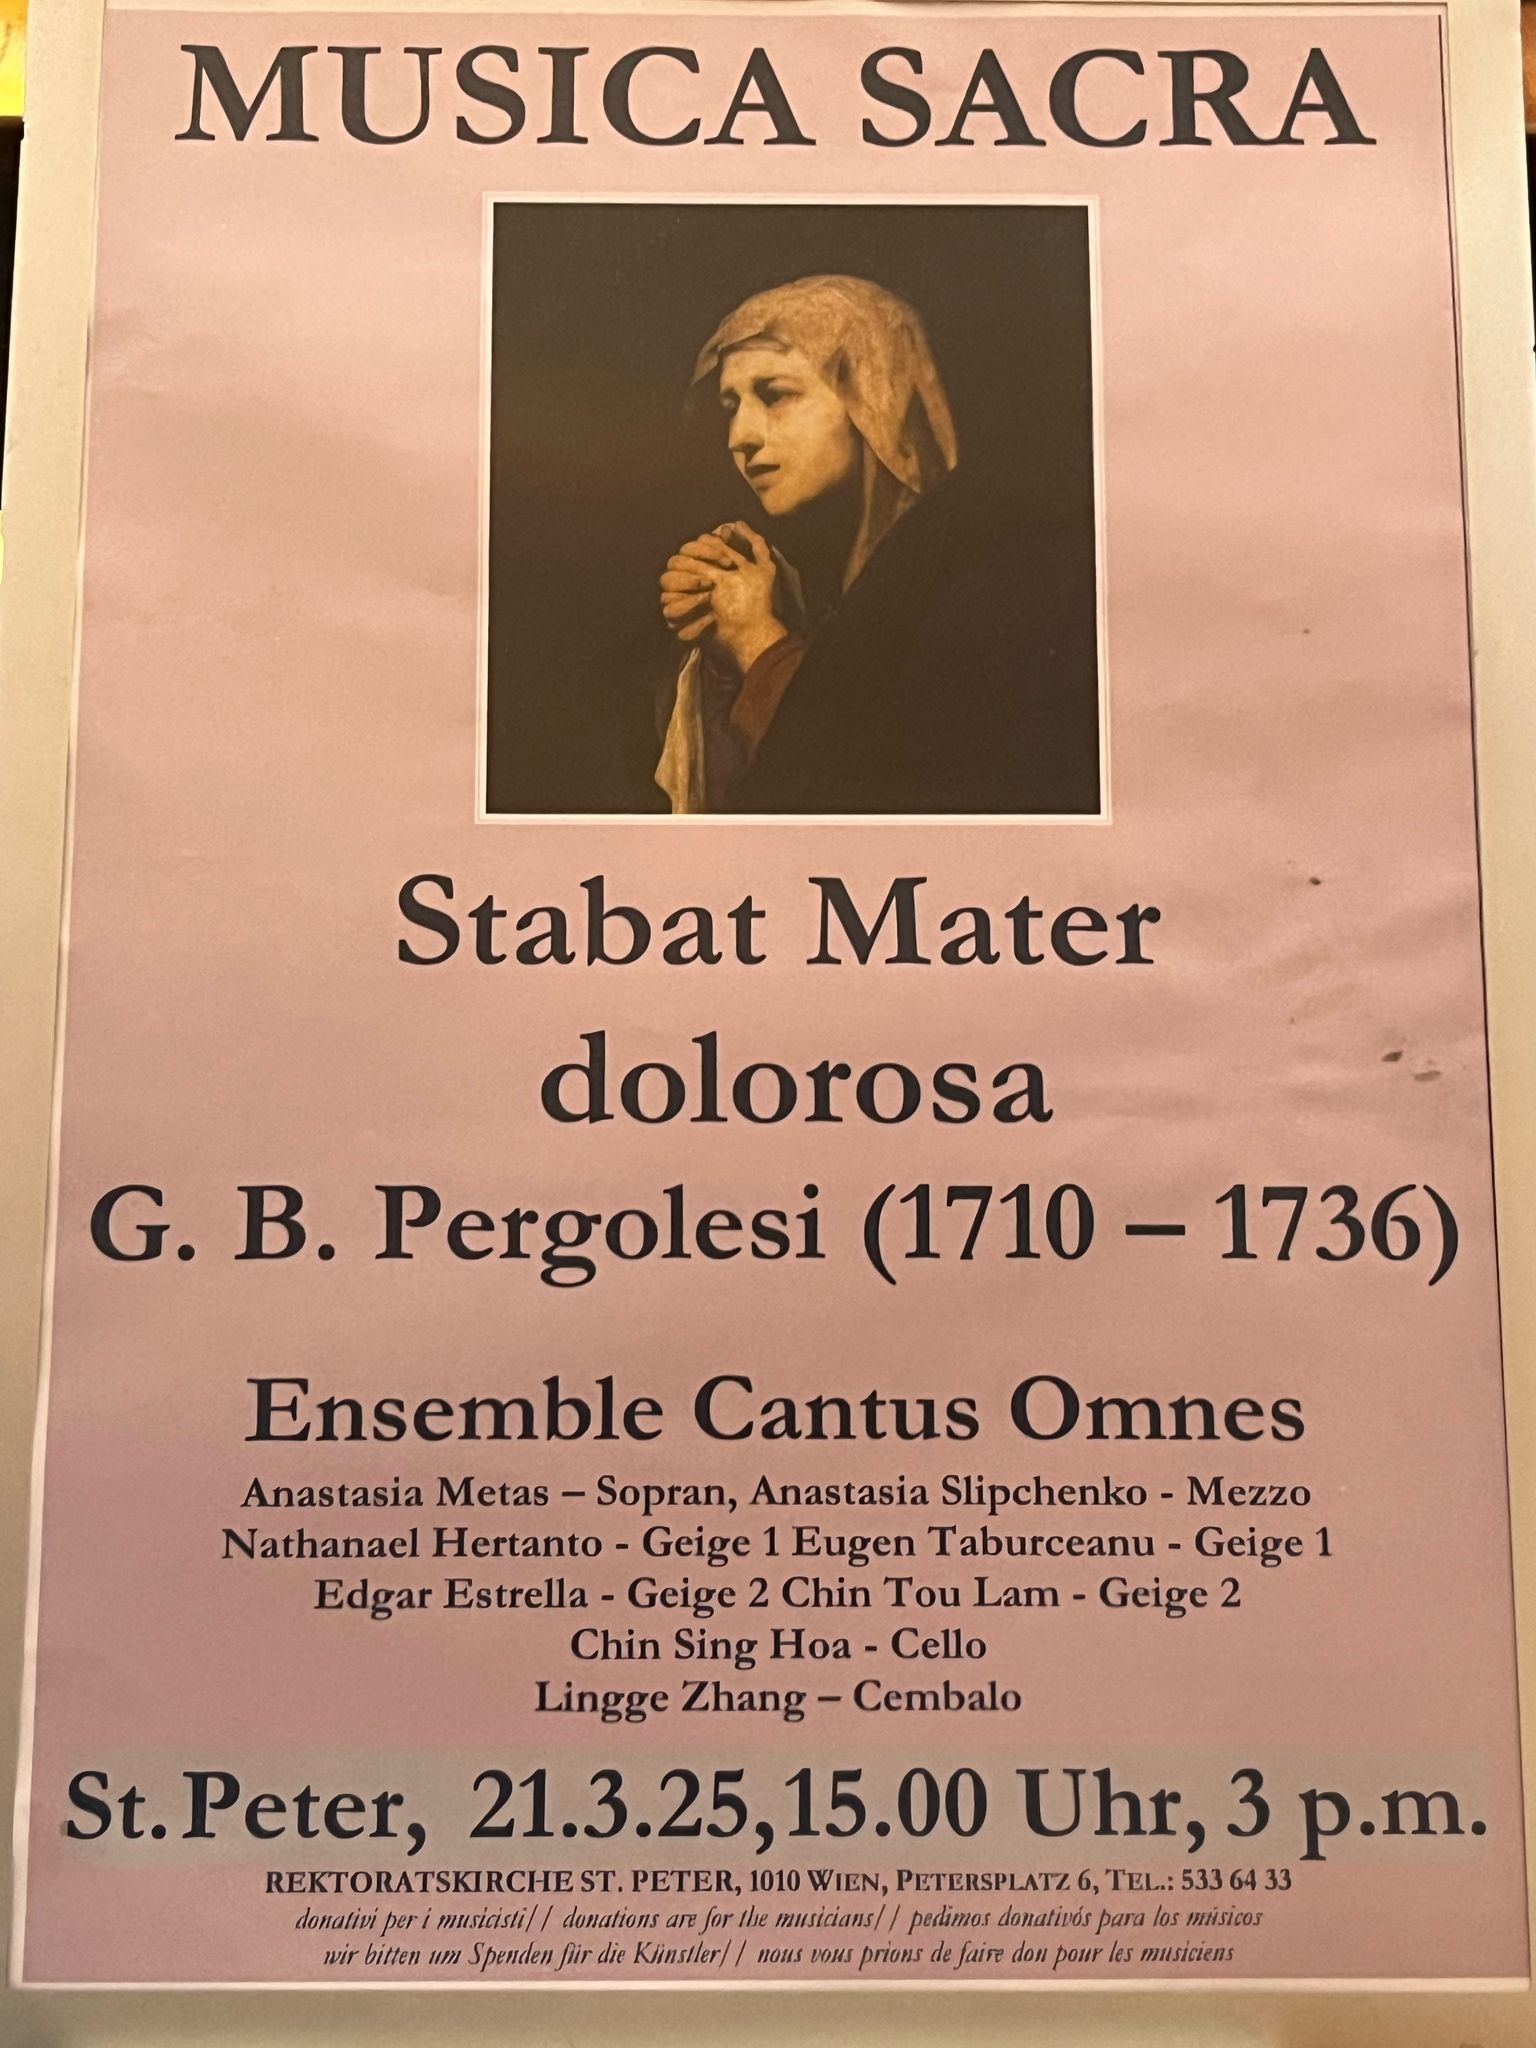 MUSICA SACRA
Stabat Mater
dolorosa
G. B. Pergolesi (1710 – 1736)
Ensemble Cantus Omnes
Anastasia Metas – Sopran, Anastasia Slipchenko - Mezzo
Nathanael Hertanto - Geige 1 Eugen Taburceanu - Geige 1
Edgar Estrella - Geige 2 Chin Tou Lam - Geige 2
Chin Sing Hoa - Cello
Lingge Zhang – Cembalo
St. Peter, 21.3.25, 15.00 Uhr, 3 p.m.
REKTORATSKIRCHE ST. PETER, 1010 WIEN, PETERSPLATZ 6, TEL.: 533 64 33
donativi per i musicisti// donations are for the musicians// pedimos donativós para los músicos
wir bitten um Spenden für die Künstler// nous vous prions de faire don pour les musiciens